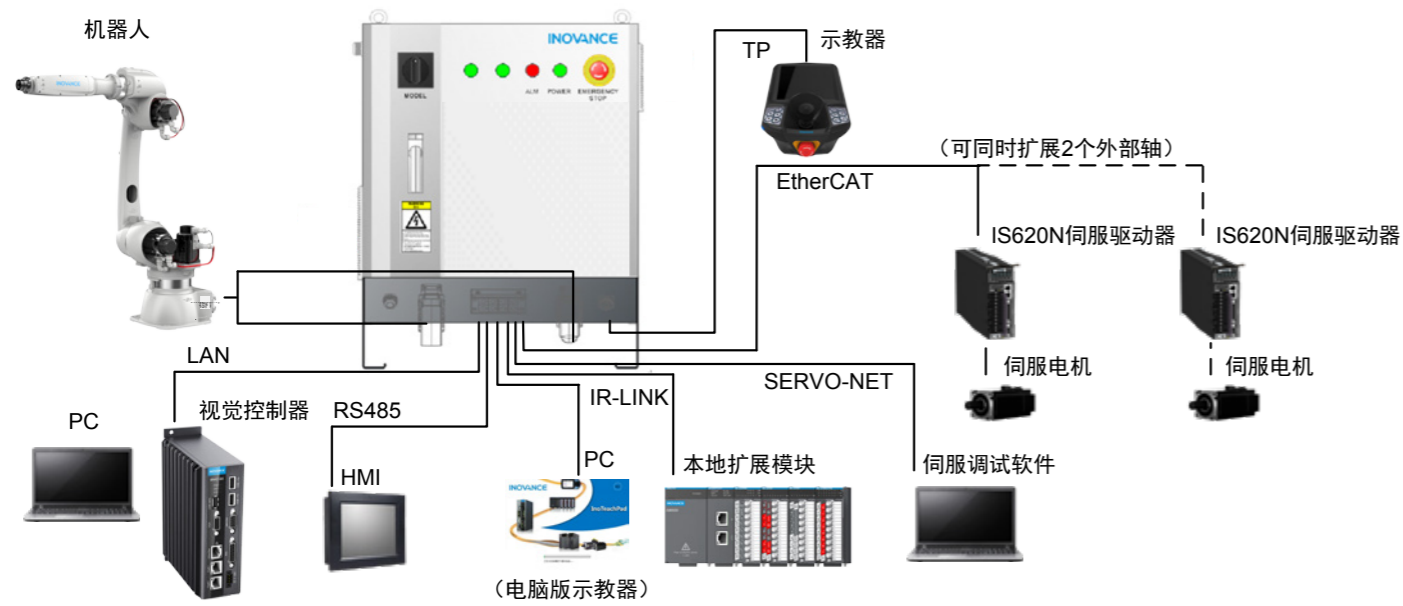 机器人
INOVANCE
INOVANCE
MODEL
ALM
POWER
EMERGENCY
STOP
TP
示教器
（可同时扩展2个外部轴）
EtherCAT
IS620N伺服驱动器
IS620N伺服驱动器
伺服电机
伺服电机
LAN
SERVO-NET
IR-LINK
RS485
视觉控制器
PC
HMI
PC
本地扩展模块
伺服调试软件
INOVANCE
InoTeachPad
INOVANCE
（电脑版示教器）